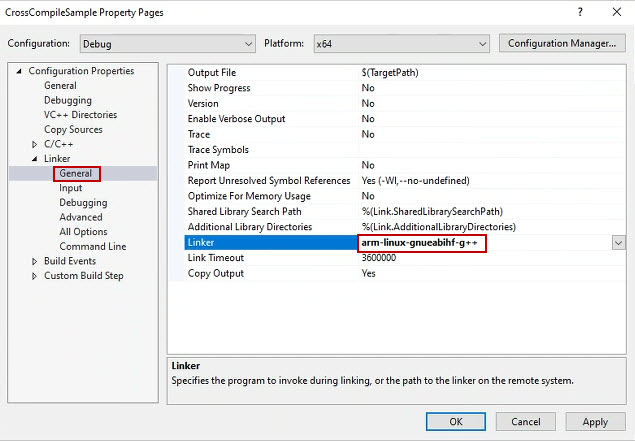 CrossCompileSample Property Pages ? ×
Configuration: Debug Platform: x64 Configuration Manager...
Configuration Properties
General
Debugging
VC++ Directories
Copy Sources
C/C++
Linker
General
Input
Debugging
Advanced
All Options
Command Line
Build Events
Custom Build Step
Output File $(TargetPath)
Show Progress No
Version No
Enable Verbose Output No
Trace No
Trace Symbols
Print Map No
Report Unresolved Symbol References Yes (-Wl,--no-undefined)
Optimize For Memory Usage No
Shared Library Search Path %(Link.SharedLibrarySearchPath)
Additional Library Directories %(Link.AdditionalLibraryDirectories)
Linker arm-linux-gnueabihf-g++
Link Timeout 3600000
Copy Output Yes
Linker
Specifies the program to invoke during linking, or the path to the linker on the remote system.
OK Cancel Apply